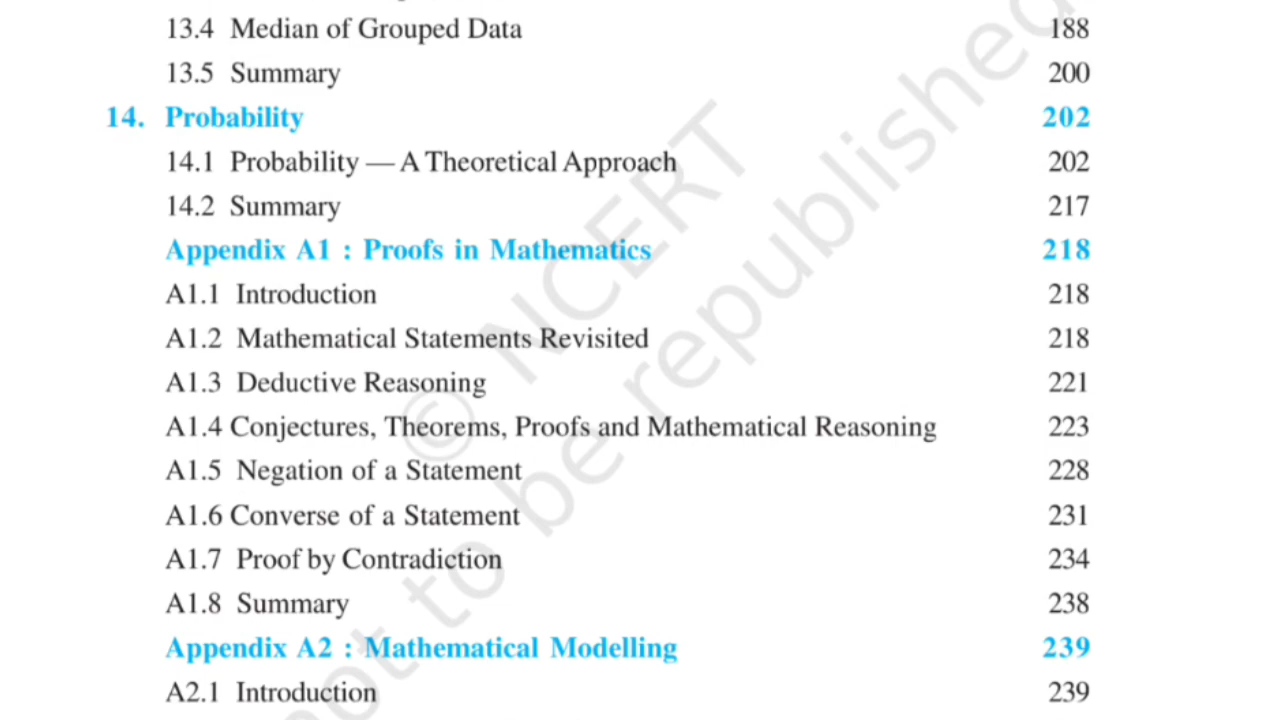 13.4 Median of Grouped Data 188
13.5 Summary 200
14. Probability 202
14.1 Probability — A Theoretical Approach 202
14.2 Summary 217
Appendix A1 : Proofs in Mathematics 218
A1.1 Introduction 218
A1.2 Mathematical Statements Revisited 218
A1.3 Deductive Reasoning 221
A1.4 Conjectures, Theorems, Proofs and Mathematical Reasoning 223
A1.5 Negation of a Statement 228
A1.6 Converse of a Statement 231
A1.7 Proof by Contradiction 234
A1.8 Summary 238
Appendix A2 : Mathematical Modelling 239
A2.1 Introduction 239
© NCERT
not to be republished